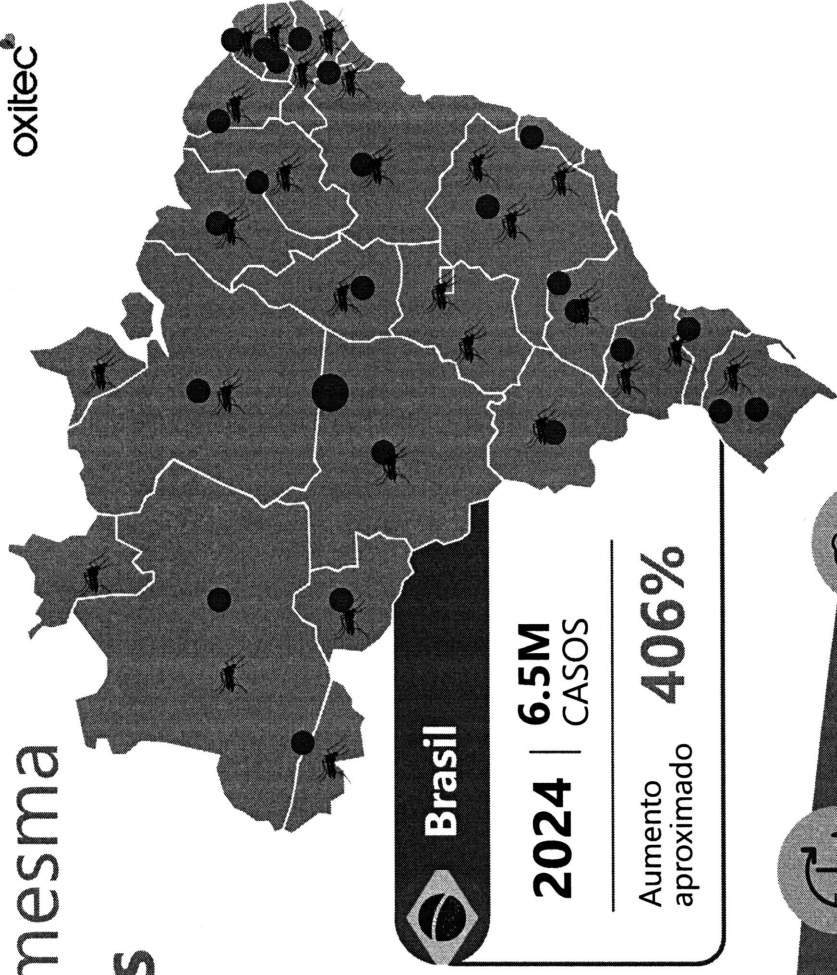 oxitec
mesma
s
Brasil
2024 | 6.5M
CASOS
Aumento
aproximado 406%